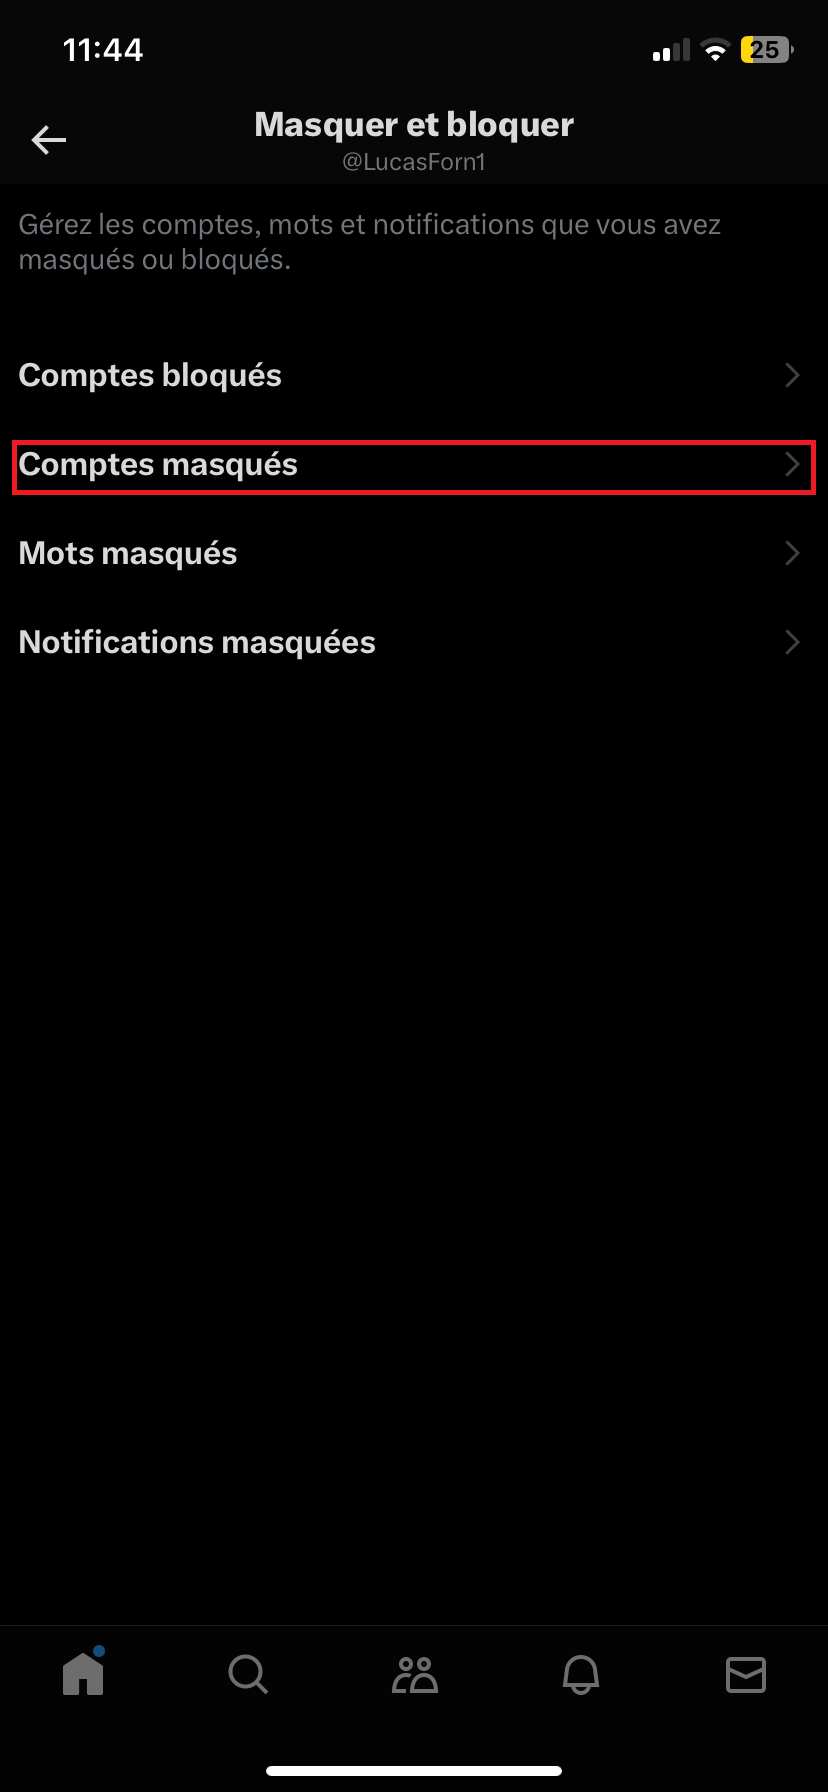 11:44
25
Masquer et bloquer
@LucasForn1
Gérez les comptes, mots et notifications que vous avez
masqués ou bloqués.
Comptes bloqués
Comptes masqués
Mots masqués
Notifications masquées